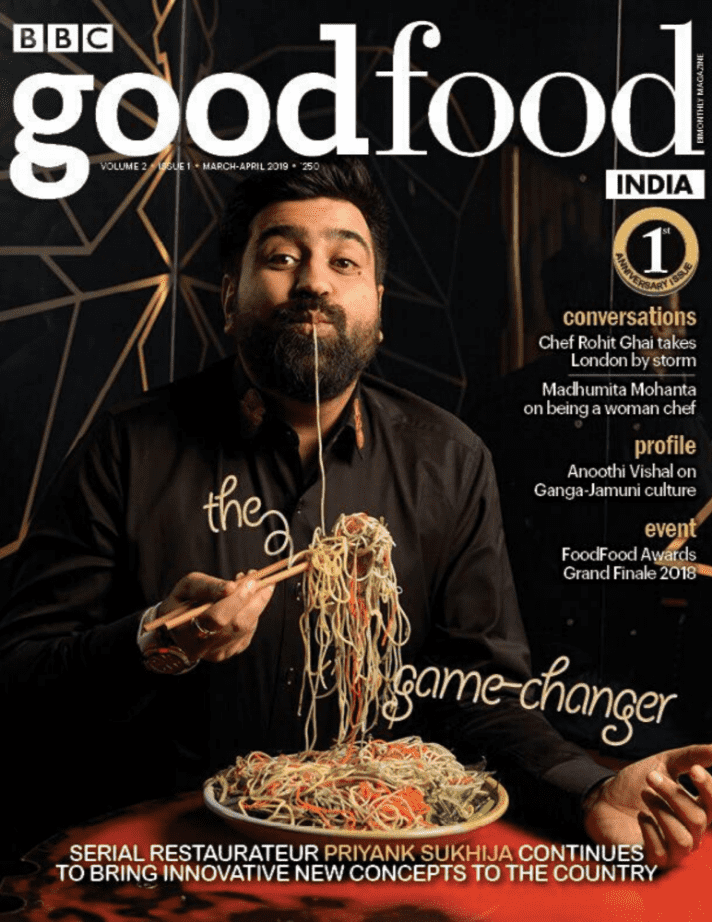 BBC
goodfood
BIMONTHLY MAGAZINE
VOLUME 2 • ISSUE 1 • MARCH-APRIL 2019 • ₹250
INDIA
1st
ANNIVERSARY ISSUE
conversations
Chef Rohit Ghai takes
London by storm
Madhumita Mohanta
on being a woman chef
profile
Anoothi Vishal on
Ganga-Jamuni culture
event
FoodFood Awards
Grand Finale 2018
the
game-changer
SERIAL RESTAURATEUR PRIYANK SUKHIJA CONTINUES
TO BRING INNOVATIVE NEW CONCEPTS TO THE COUNTRY